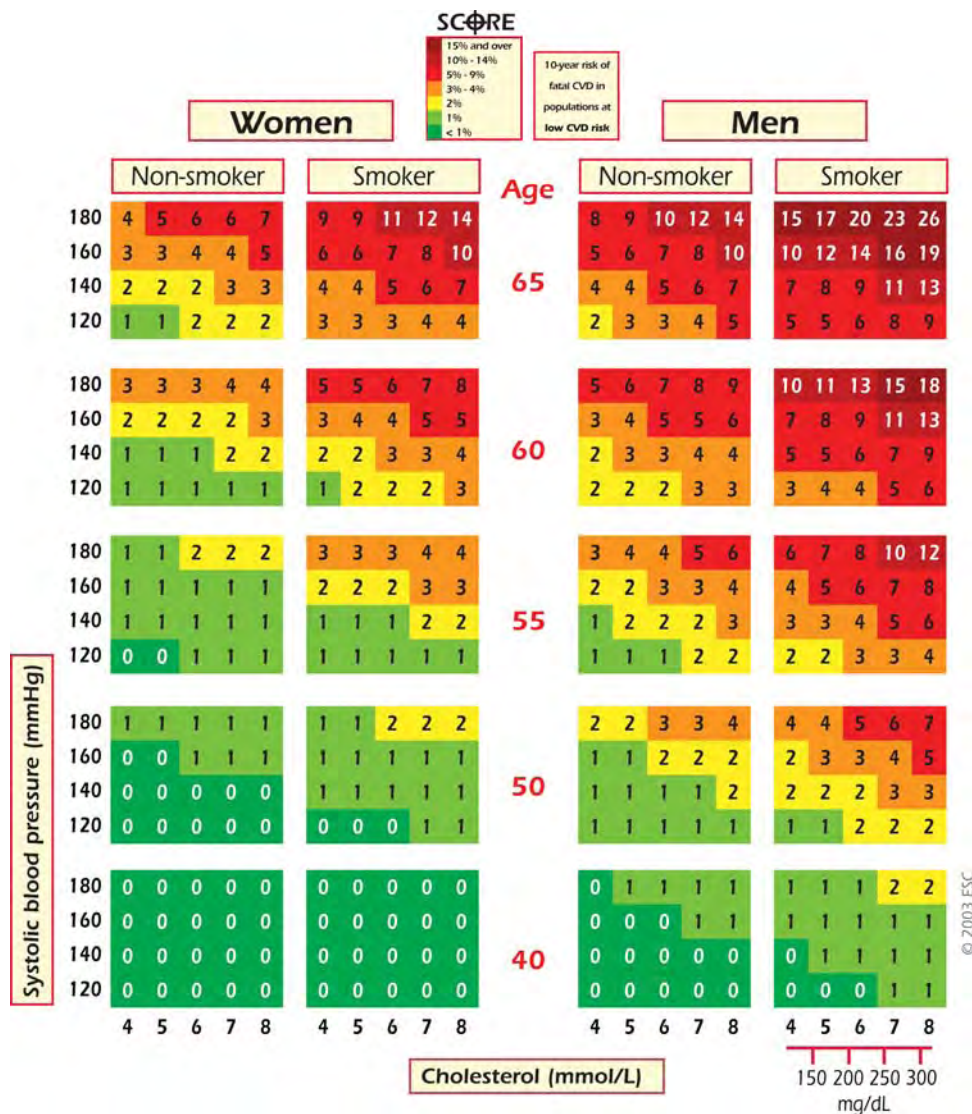 SCORE
15% and over
10% - 14%
5% - 9%
3% - 4%
2%
1%
< 1%
10-year risk of
fatal CVD in
populations at
low CVD risk
Women
Men
Non-smoker Smoker Age Non-smoker Smoker
180 4 5 6 6 7 9 9 11 12 14 8 9 10 12 14 15 17 20 23 26
160 3 3 4 4 5 6 6 7 8 10 5 6 7 8 10 10 12 14 16 19
65
140 2 2 2 3 3 4 4 5 6 7 4 4 5 6 7 7 8 9 11 13
120 1 1 2 2 2 3 3 3 4 4 2 3 3 4 5 5 5 6 8 9
180 3 3 3 4 4 5 5 6 7 8 5 6 7 8 9 10 11 13 15 18
160 2 2 2 2 3 3 4 4 5 5 3 4 5 5 6 7 8 9 11 13
60
140 1 1 1 2 2 2 2 3 3 4 2 3 3 4 4 5 5 6 7 9
120 1 1 1 1 1 1 2 2 2 3 2 2 2 3 3 3 4 4 5 6
180 1 1 2 2 2 3 3 3 4 4 3 4 4 5 6 6 7 8 10 12
160 1 1 1 1 1 2 2 2 3 3 2 2 3 3 4 4 5 6 7 8
55
140 1 1 1 1 1 1 1 1 2 2 1 2 2 2 3 3 3 4 5 6
120 0 0 1 1 1 1 1 1 1 1 1 1 1 2 2 2 2 3 3 4
180 1 1 1 1 1 1 1 2 2 2 2 2 3 3 4 4 4 5 6 7
160 0 0 1 1 1 1 1 1 1 1 1 1 2 2 2 2 3 3 4 5
50
140 0 0 0 0 0 1 1 1 1 1 1 1 1 1 2 2 2 2 3 3
120 0 0 0 0 0 0 0 0 1 1 1 1 1 1 1 1 1 2 2 2
180 0 0 0 0 0 0 0 0 0 0 0 1 1 1 1 1 1 1 2 2
160 0 0 0 0 0 0 0 0 0 0 0 0 0 1 1 1 1 1 1 1
40
140 0 0 0 0 0 0 0 0 0 0 0 0 0 0 0 0 1 1 1 1
120 0 0 0 0 0 0 0 0 0 0 0 0 0 0 0 0 0 0 1 1
4 5 6 7 8 4 5 6 7 8 4 5 6 7 8 4 5 6 7 8
Systolic blood pressure (mmHg)
Cholesterol (mmol/L)
150 200 250 300
mg/dL
© 2003 ESC